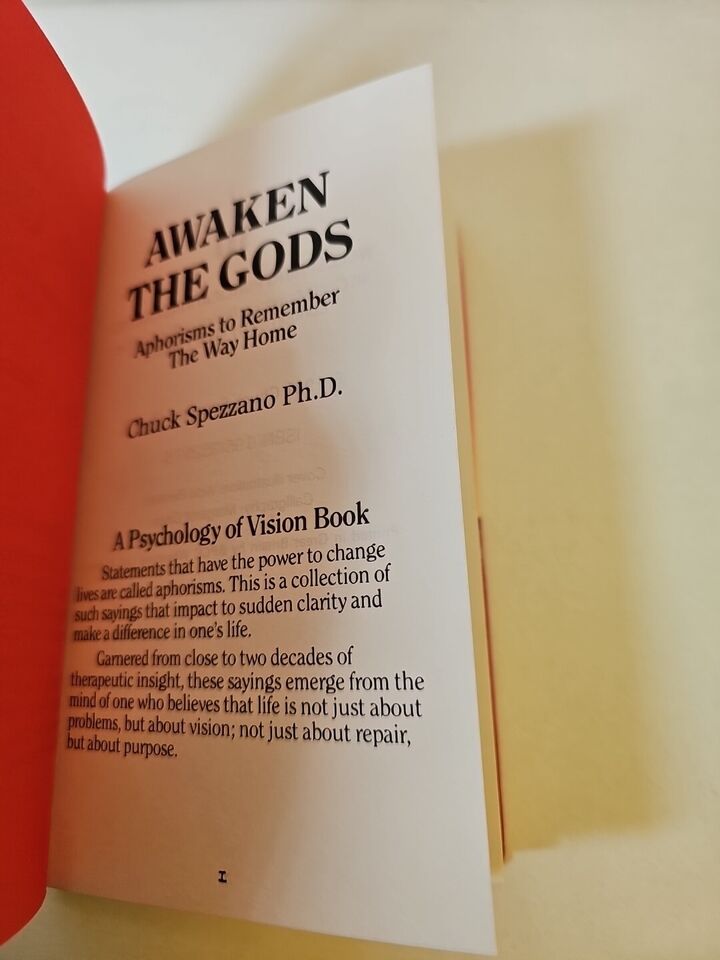 AWAKEN
THE GODS
Aphorisms to Remember
The Way Home
Chuck Spezzano Ph.D.
A Psychology of Vision Book
Statements that have the power to change
lives are called aphorisms. This is a collection of
such sayings that impact to sudden clarity and
make a difference in one's life.
Garnered from close to two decades of
therapeutic insight, these sayings emerge from the
mind of one who believes that life is not just about
problems, but about vision; not just about repair,
but about purpose.
I